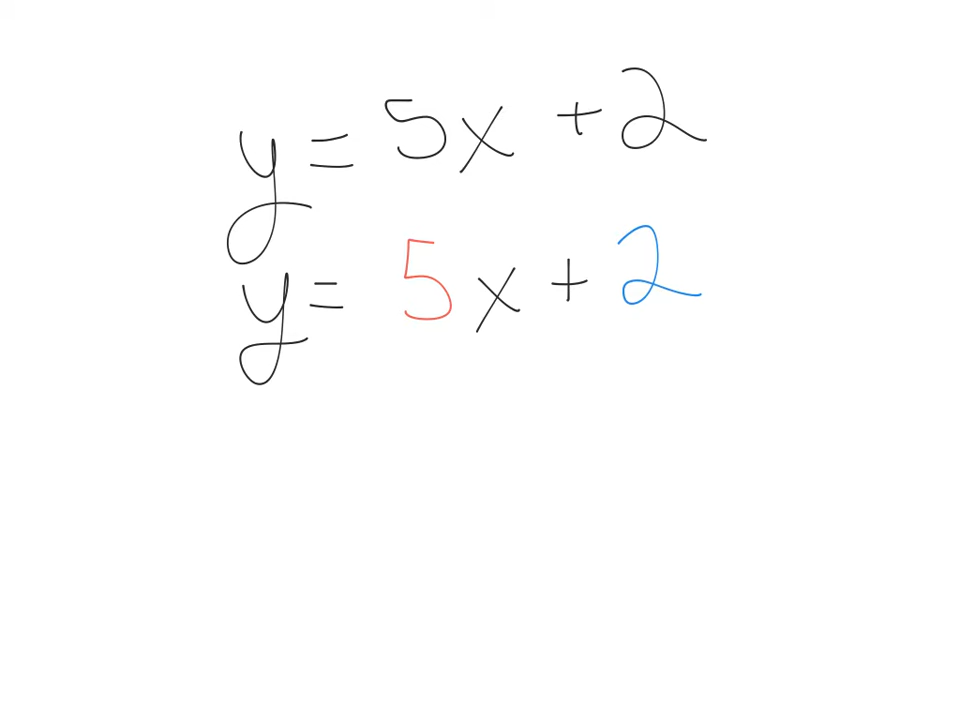 y = 5x + 2
y = 5x + 2